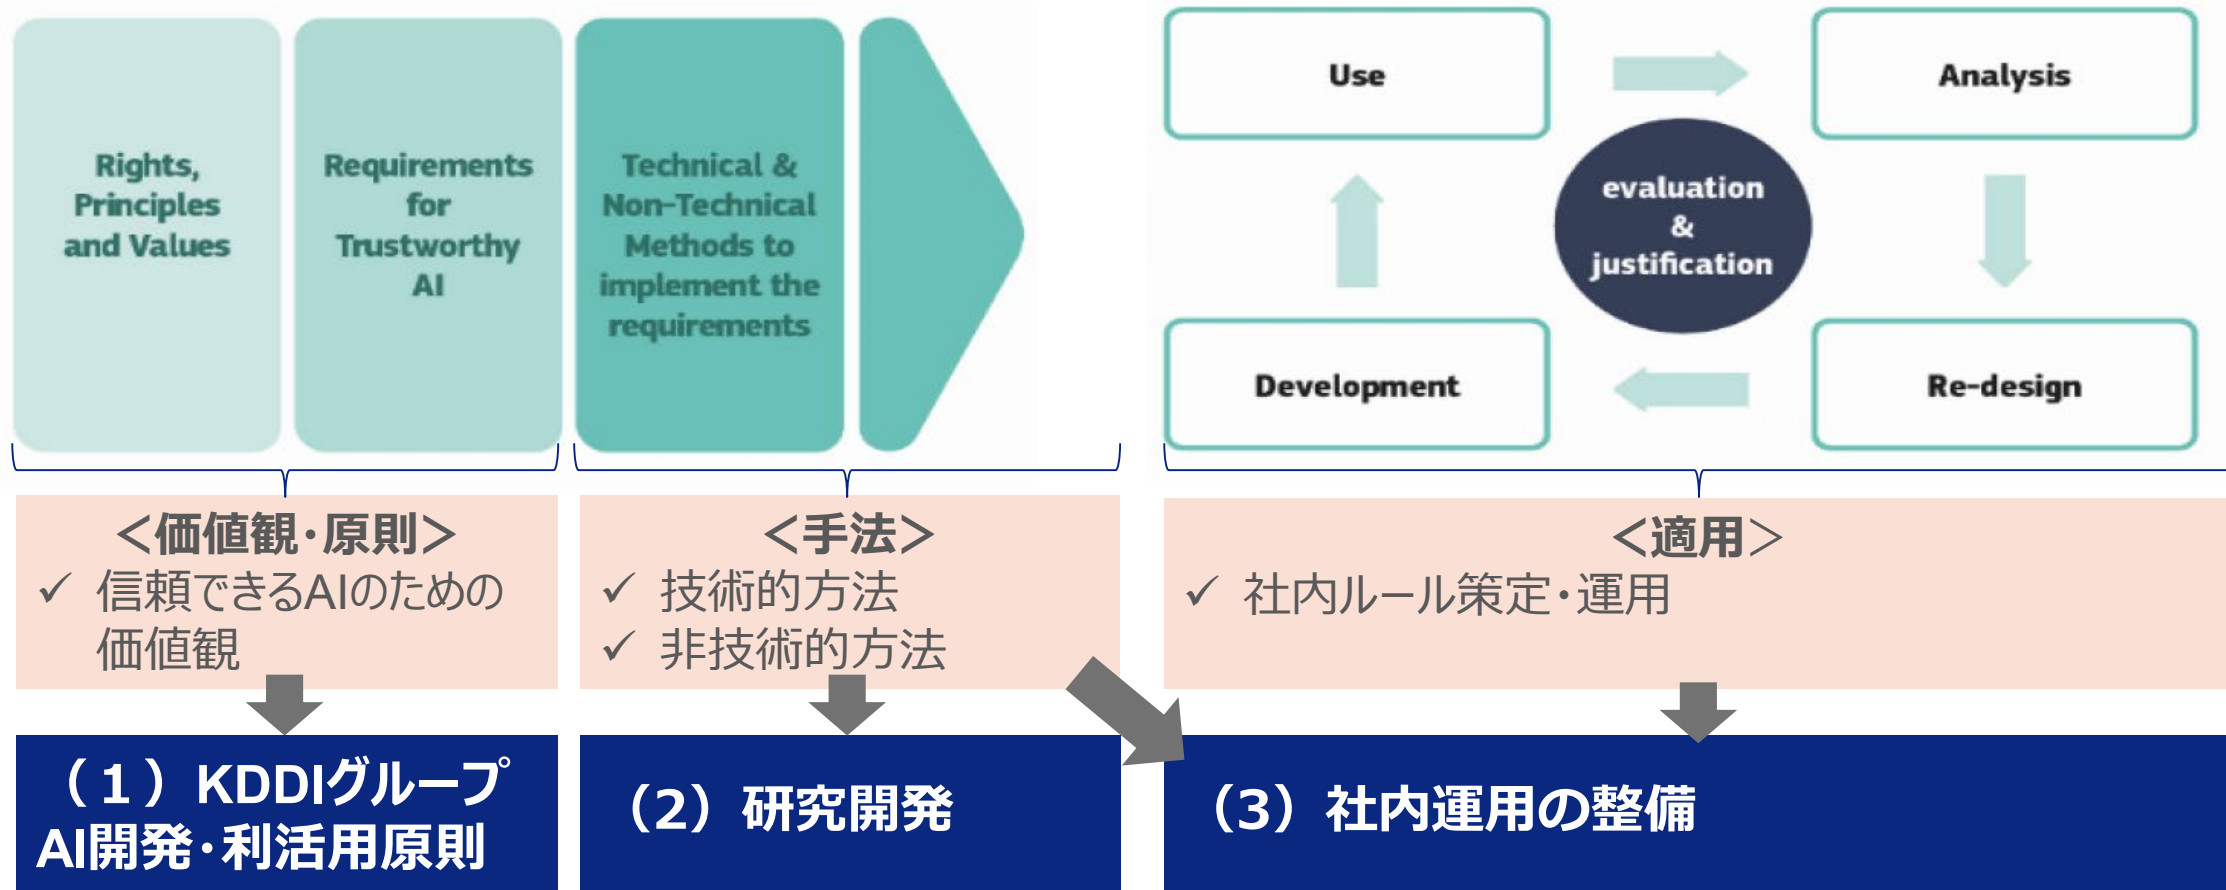 Rights,
Principles
and Values
Requirements
for
Trustworthy
AI
Technical &
Non-Technical
Methods to
implement the
requirements
Use
Analysis
evaluation
&
justification
Development
Re-design
＜価値観・原則＞
✓ 信頼できるAIのための
価値観
＜手法＞
✓ 技術的方法
✓ 非技術的方法
＜適用＞
✓ 社内ルール策定・運用
（１）KDDIグループ
AI開発・利活用原則
（2）研究開発
（3）社内運用の整備